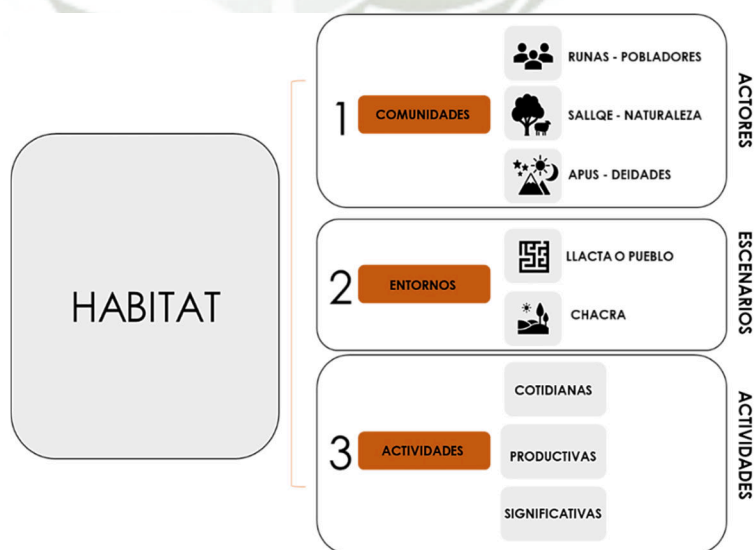 HABITAT
1
COMUNIDADES
RUNAS - POBLADORES
SALLQE - NATURALEZA
APUS - DEIDADES
ACTORES
2
ENTORNOS
LLACTA O PUEBLO
CHACRA
ESCENARIOS
3
ACTIVIDADES
COTIDIANAS
PRODUCTIVAS
SIGNIFICATIVAS
ACTIVIDADES